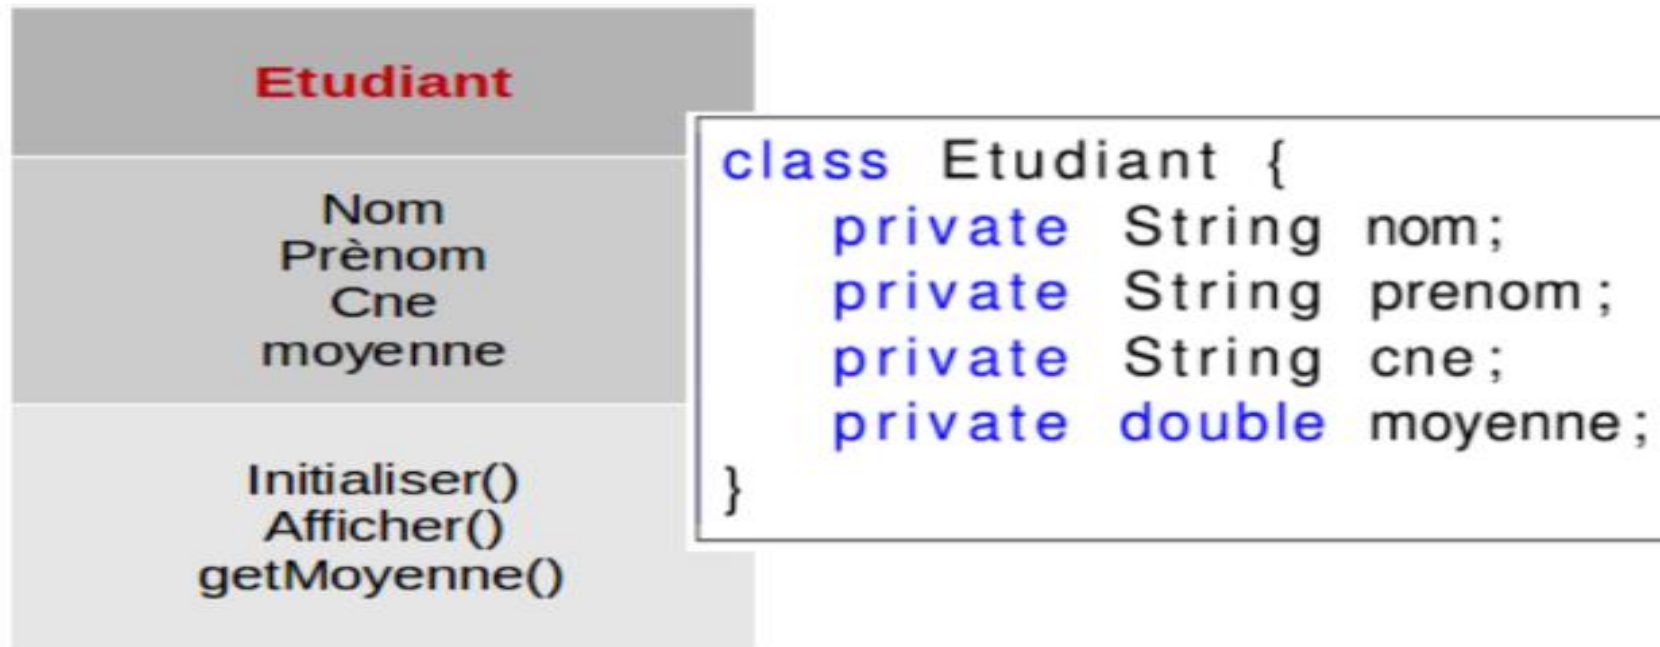 Etudiant
Nom
Prènom
Cne
moyenne
Initialiser()
Afficher()
getMoyenne()
class Etudiant {
private String nom;
private String prenom;
private String cne;
private double moyenne;
}